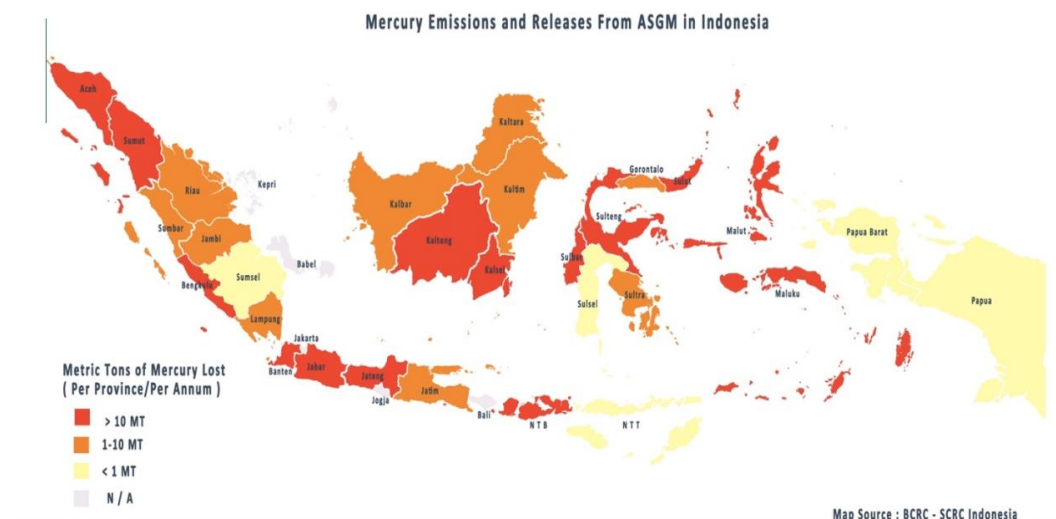 Mercury Emissions and Releases From ASGM in Indonesia
Aceh
Sumut
Riau
Kepri
Sumbar
Jambi
Babel
Bengkulu
Sumsel
Lampung
Kaltara
Kalbar
Kaltim
Kalteng
Kalsel
Gorontalo
Sulut
Sulteng
Sulbar
Sulsel
Sultra
Malut
Maluku
Papua Barat
Papua
Jakarta
Banten
Jabar
Jateng
Jogja
Jatim
Bali
NTB
NTT
Metric Tons of Mercury Lost
( Per Province/Per Annum )
> 10 MT
1-10 MT
< 1 MT
N / A
Map Source : BCRC - SCRC Indonesia